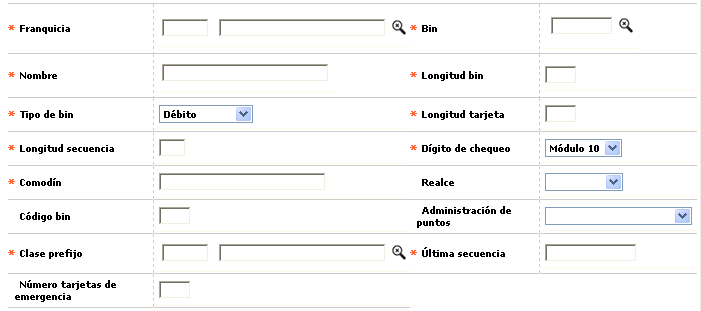 * Franquicia
* Bin
* Nombre
* Longitud bin
* Tipo de bin Débito
* Longitud tarjeta
* Longitud secuencia
* Dígito de chequeo Módulo 10
* Comodín
Realce
Código bin
Administración de
puntos
* Clase prefijo
* Última secuencia
Número tarjetas de
emergencia